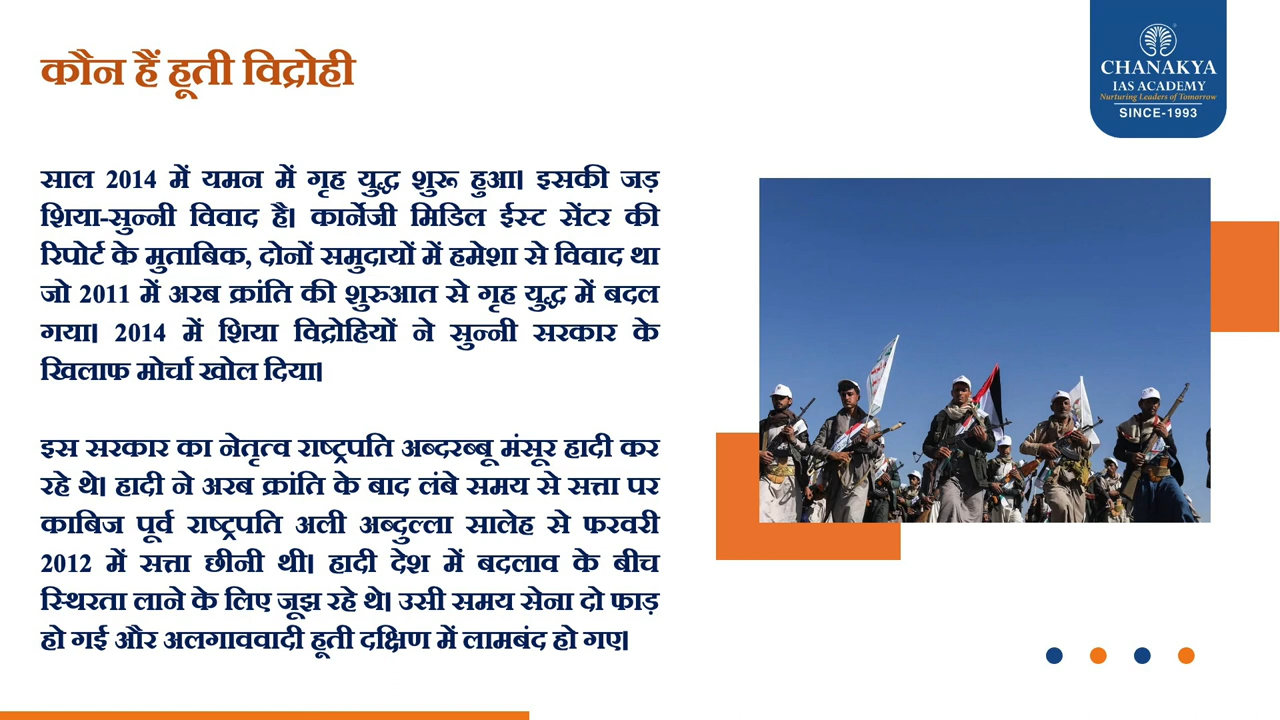 कौन हैं हूती विद्रोही
CHANAKYA
IAS ACADEMY
Nurturing Leaders of Tomorrow
SINCE-1993
साल 2014 में यमन में गृह युद्ध शुरू हुआ। इसकी जड़
शिया-सुन्नी विवाद है। कार्नेजी मिडिल ईस्ट सेंटर की
रिपोर्ट के मुताबिक, दोनों समुदायों में हमेशा से विवाद था
जो 2011 में अरब क्रांति की शुरुआत से गृह युद्ध में बदल
गया। 2014 में शिया विद्रोहियों ने सुन्नी सरकार के
खिलाफ मोर्चा खोल दिया।
इस सरकार का नेतृत्व राष्ट्रपति अब्दरब्बू मंसूर हादी कर
रहे थे। हादी ने अरब क्रांति के बाद लंबे समय से सत्ता पर
काबिज पूर्व राष्ट्रपति अली अब्दुल्ला सालेह से फरवरी
2012 में सत्ता छीनी थी। हादी देश में बदलाव के बीच
स्थिरता लाने के लिए जूझ रहे थे। उसी समय सेना दो फाड़
हो गई और अलगाववादी हूती दक्षिण में लामबंद हो गए।